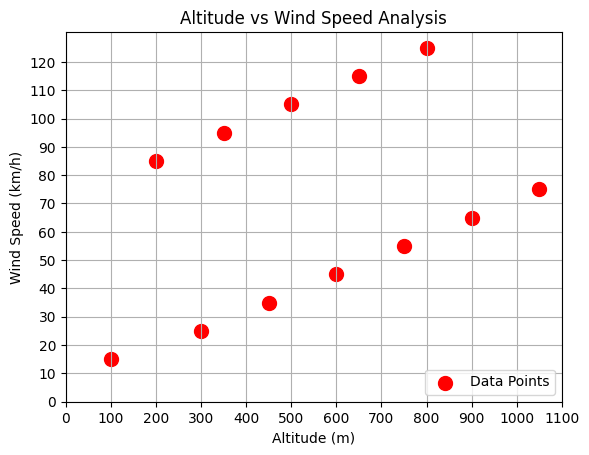 Altitude vs Wind Speed Analysis
Wind Speed (km/h)
120
110
100
90
80
70
60
50
40
30
20
10
0
Data Points
0 100 200 300 400 500 600 700 800 900 1000 1100
Altitude (m)